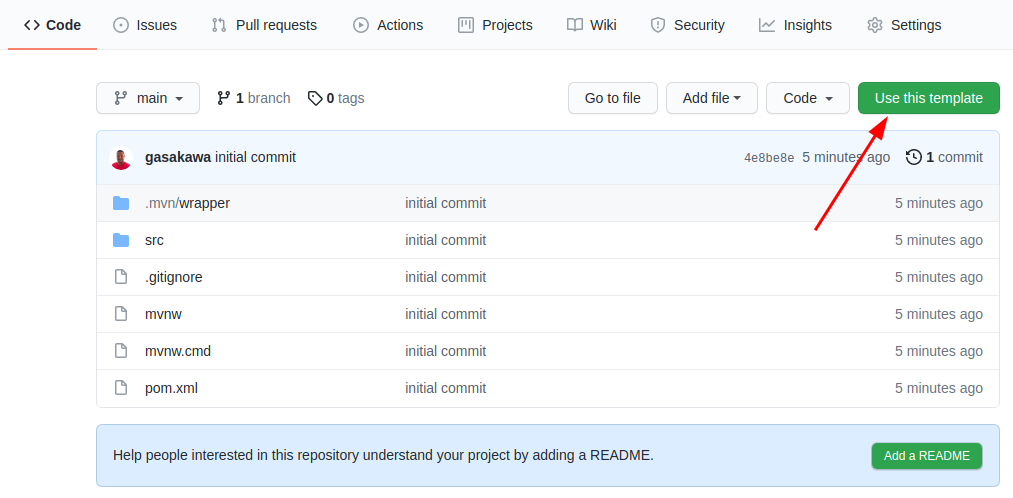 Code Issues Pull requests Actions Projects Wiki Security Insights Settings
main 1 branch 0 tags Go to file Add file Code Use this template
gasakawa initial commit 4e8be8e 5 minutes ago 1 commit
.mvn/wrapper initial commit 5 minutes ago
src initial commit 5 minutes ago
.gitignore initial commit 5 minutes ago
mvnw initial commit 5 minutes ago
mvnw.cmd initial commit 5 minutes ago
pom.xml initial commit 5 minutes ago
Help people interested in this repository understand your project by adding a README. Add a README